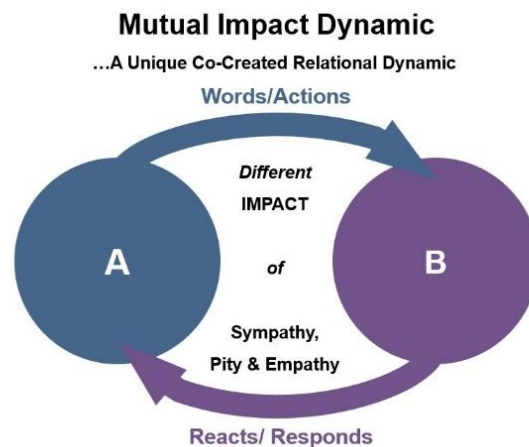 Mutual Impact Dynamic
...A Unique Co-Created Relational Dynamic
Words/Actions
Different
IMPACT
A
of
B
Sympathy,
Pity & Empathy
Reacts/ Responds